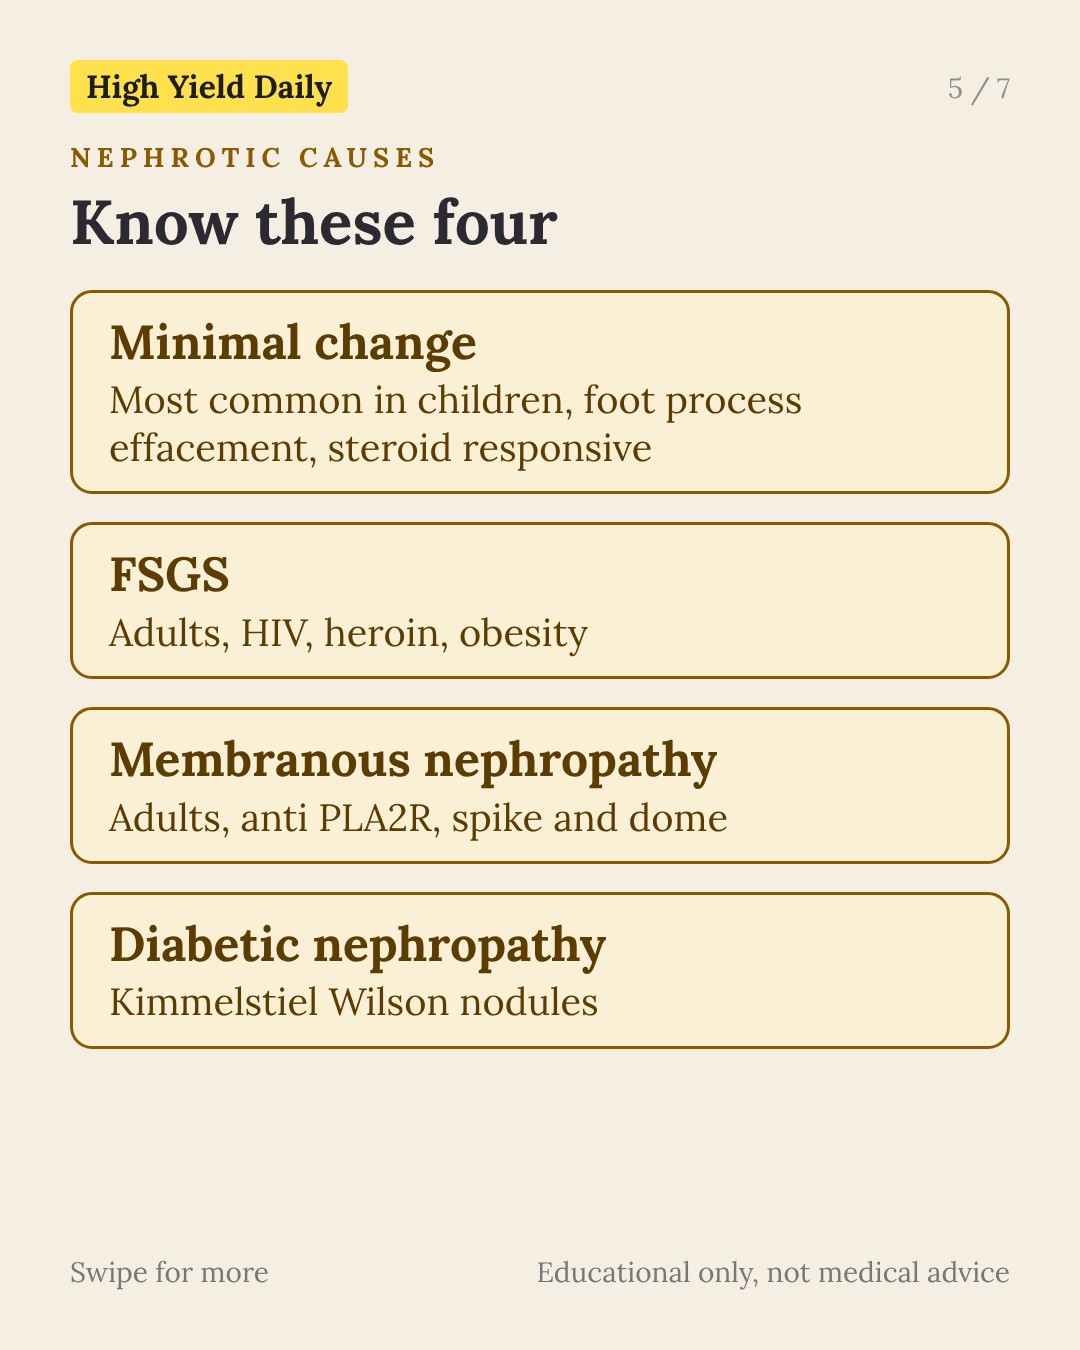 High Yield Daily
5 / 7
NEPHROTIC CAUSES
Know these four
Minimal change
Most common in children, foot process
effacement, steroid responsive
FSGS
Adults, HIV, heroin, obesity
Membranous nephropathy
Adults, anti PLA2R, spike and dome
Diabetic nephropathy
Kimmelstiel Wilson nodules
Swipe for more
Educational only, not medical advice